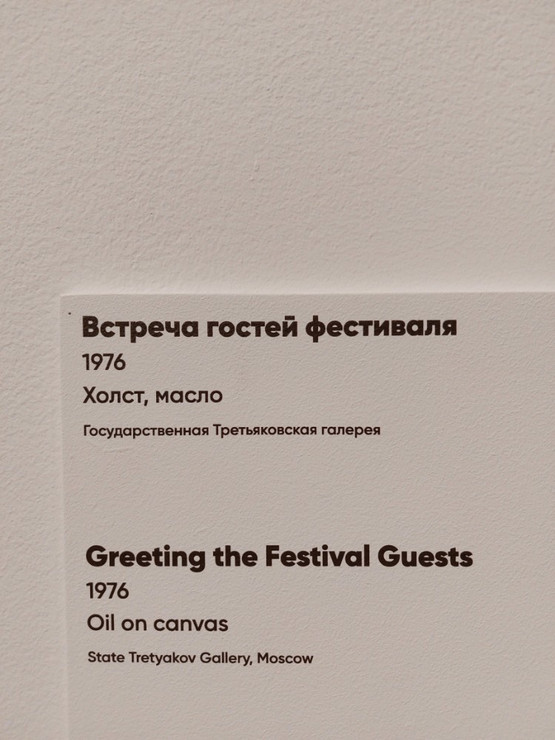 Встреча гостей фестиваля
1976
Холст, масло
Государственная Третьяковская галерея
Greeting the Festival Guests
1976
Oil on canvas
State Tretyakov Gallery, Moscow